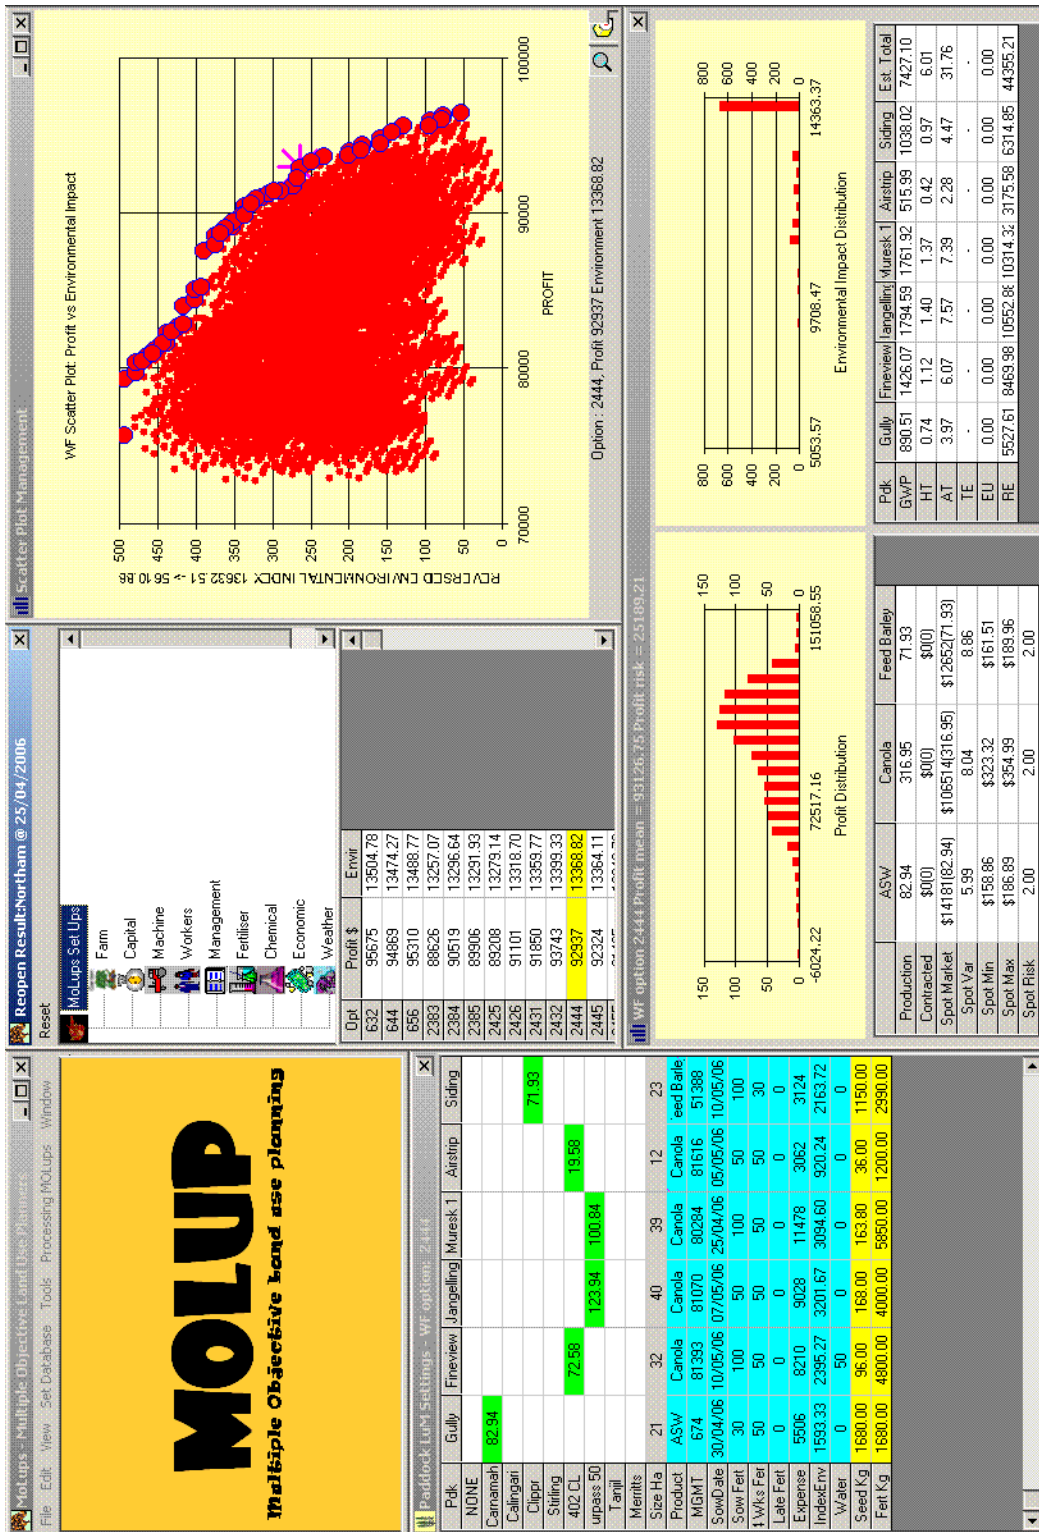 MoLups - Multiple Objective Land Use Planners
File Edit View Set Database Tools Processing MOLups Window
MOLUP
Multiple Objective Land use planning
Reopen Result:Northam @ 25/04/2006
Reset
MoLups Set Ups
Farm
Capital
Machine
Workers
Management
Fertiliser
Chemical
Economic
Weather
Opt Profit $ Envir
632 95675 13504.78
644 94869 13474.27
656 95310 13488.77
2383 88626 13257.07
2384 90519 13296.64
2385 89906 13291.93
2425 89208 13279.14
2426 91101 13318.70
2431 91850 13359.77
2432 93743 13399.33
2444 92937 13368.82
2445 92324 13364.11
Scatter Plot Management
WF Scatter Plot: Profit vs Environmental Impact
REVERSED ENVIRONMENTAL INDEX 13632.51 -> 5610.86
500
450
400
350
300
250
200
150
100
50
0
70000 80000 90000 100000
PROFIT
Option : 2444, Profit 92937 Environment 13368.82
Paddock LuM Settings - WF option: 2444
Pdk Gully Fineview Jangelling Muresk 1 Airstrip Siding
NONE
Carnamah 82.94
Calingari
Clippr 71.93
Stirling
402 CL 72.58 19.58
urpass 50 123.94 100.84
Tanjil
Merritts
Size Ha 21 32 40 39 12 23
Product ASW Canola Canola Canola Canola eed Barle
MGMT 674 81393 81070 80284 81616 51388
SowDate 30/04/06 10/05/06 07/05/06 25/04/06 05/05/06 10/05/06
Sow Fert 30 100 50 100 50 100
4Wks Fer 50 50 50 50 50 30
Late Fert 0 0 0 0 0 0
Expense 5506 8210 9028 11478 3062 3124
IndexEnv 1593.33 2395.27 3201.67 3094.60 920.24 2163.72
Water 0 50 0 0 0 0
Seed Kg 1680.00 96.00 168.00 163.80 36.00 1150.00
Fert Kg 1680.00 4800.00 4000.00 5850.00 1200.00 2990.00
WF option 2444 Profit mean = 93126.75 Profit risk = 25189.21
150 150
100 100
50 50
0 0
-6024.22 72517.16 151058.55
Profit Distribution
800 800
600 600
400 400
200 200
0 0
5053.57 9708.47 14363.37
Environmental Impact Distribution
ASW Canola Feed Barley
Production 82.94 316.95 71.93
Contracted $0(0) $0(0) $0(0)
Spot Market $14181(82.94) $106514(316.95) $12652(71.93)
Spot Var 5.99 8.04 8.86
Spot Min $158.86 $323.32 $161.51
Spot Max $186.89 $354.99 $189.96
Spot Risk 2.00 2.00 2.00
Pdk Gully Fineview Jangelling Muresk 1 Airstrip Siding Est. Total
GWP 890.51 1426.07 1794.59 1761.92 515.99 1038.02 7427.10
HT 0.74 1.12 1.40 1.37 0.42 0.97 6.01
AT 3.97 6.07 7.57 7.39 2.28 4.47 31.76
TE - - - - - - -
EU 0.00 0.00 0.00 0.00 0.00 0.00 0.00
RE 5527.61 8469.98 10552.88 10314.32 3175.58 6314.85 44355.21